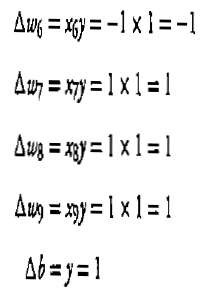 Δw₆ = x₆y = −1 × 1 = −1
Δw₇ = x₇y = 1 × 1 = 1
Δw₈ = x₈y = 1 × 1 = 1
Δw₉ = x₉y = 1 × 1 = 1
Δb = y = 1